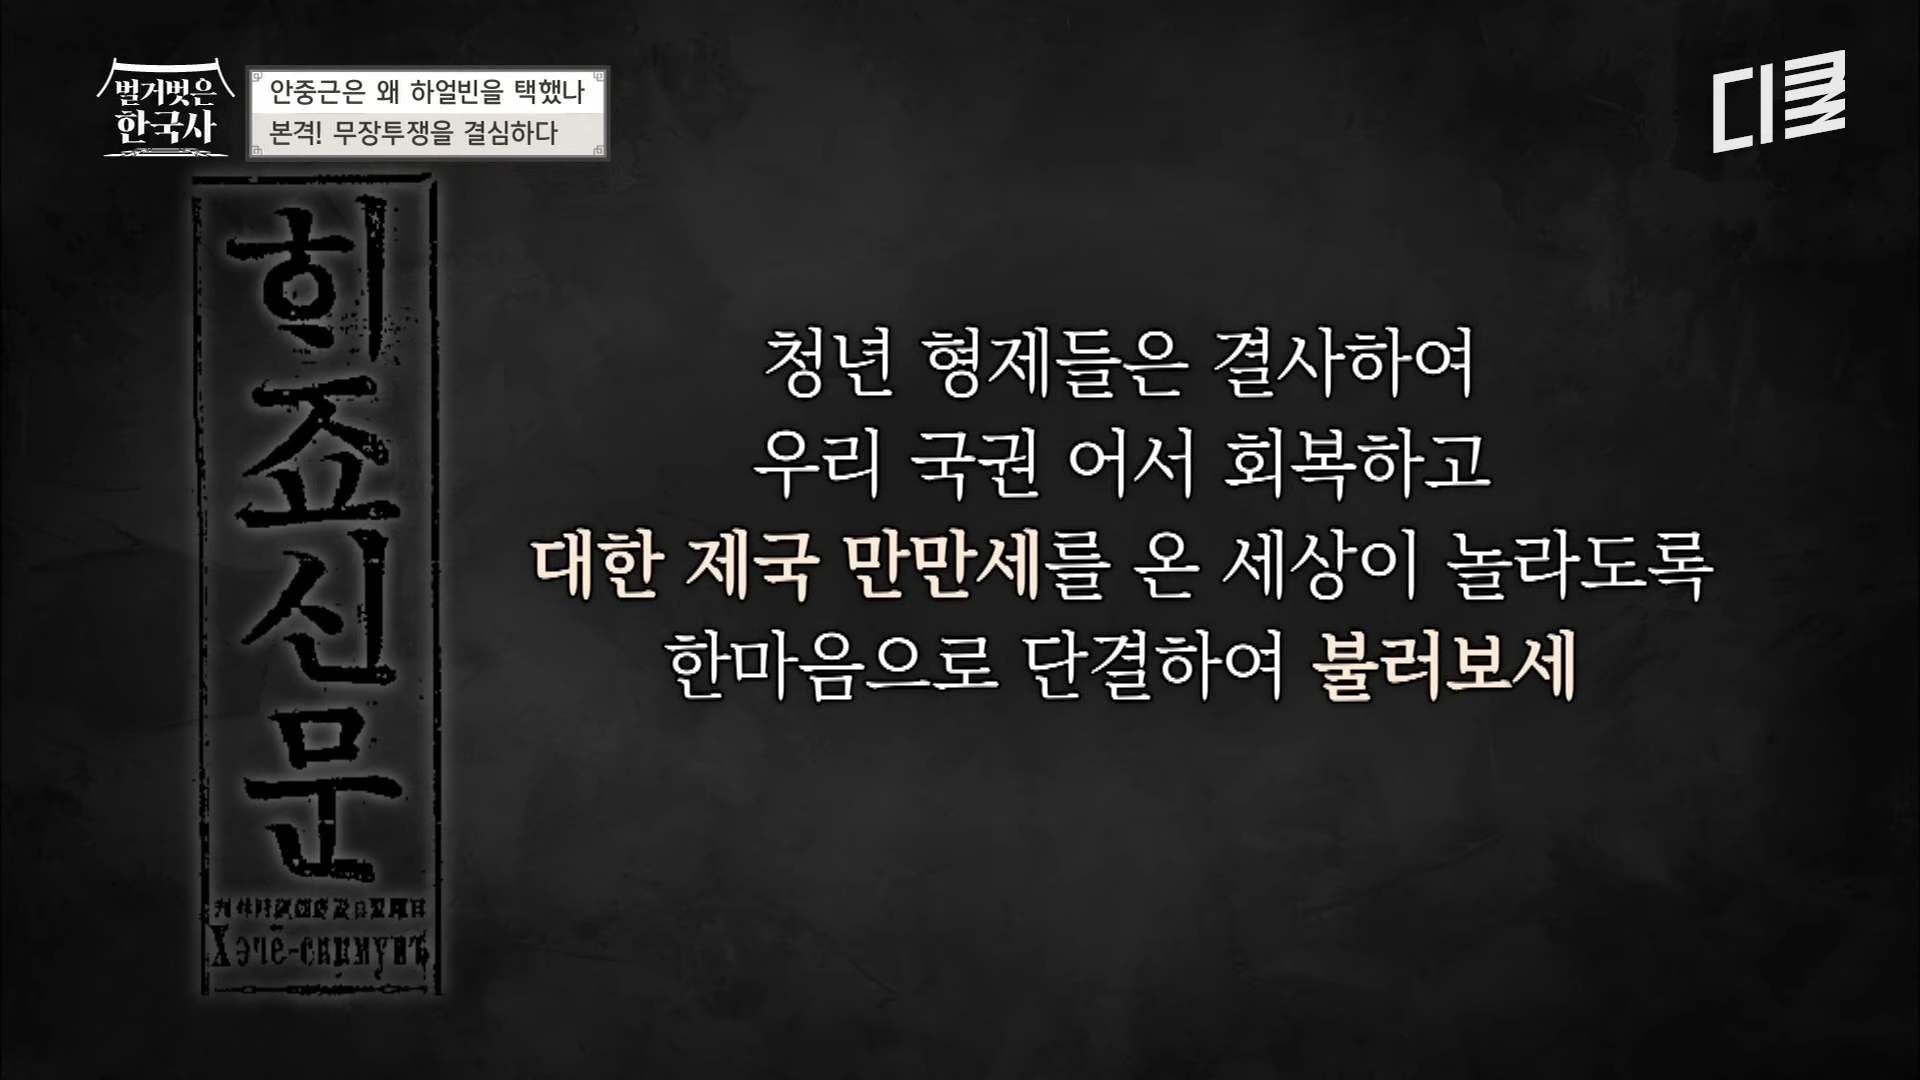 벌거벗은
한국사
안중근은 왜 하얼빈을 택했나
본격! 무장투쟁을 결심하다
디클
히죠신문
청년 형제들은 결사하여
우리 국권 어서 회복하고
대한 제국 만만세를 온 세상이 놀라도록
한마음으로 단결하여 불러보세